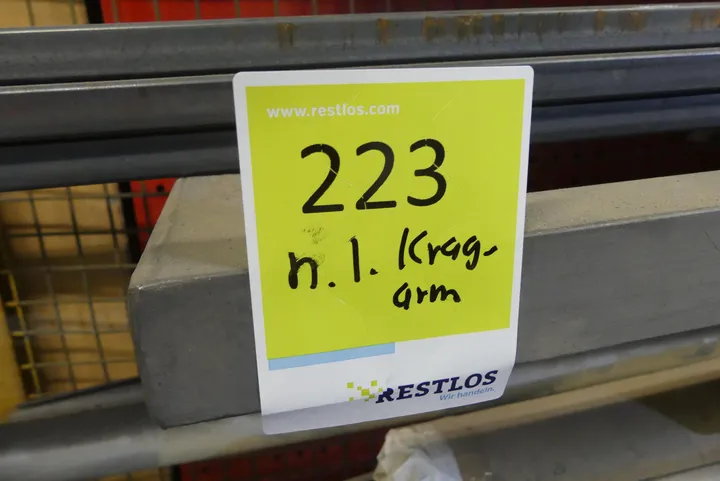 www.restlos.com
223
n. l. Krag-
arm
RESTLOS
Wir handeln.